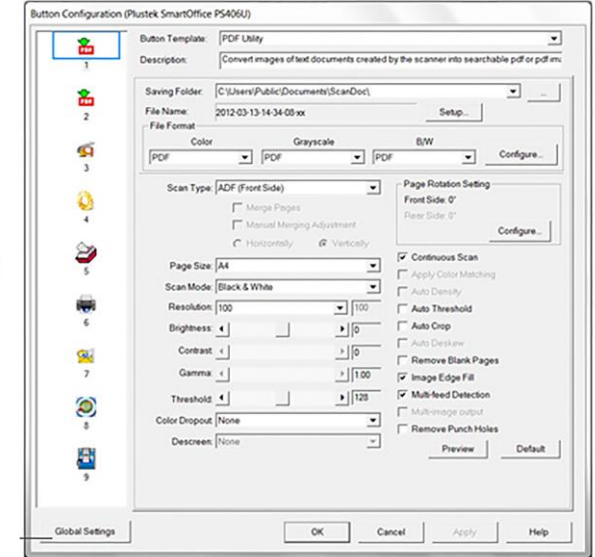 Button Configuration (Plustek SmartOffice PS406U)
Button Template: PDF Utility
Description: Convert images of text documents created by the scanner into searchable pdf or pdf ima
1
2
3
4
5
6
7
8
9
Saving Folder: C:\Users\Public\Documents\ScanDoc\ ...
File Name: 2012-03-13-14-34-08-xx Setup...
File Format
Color Grayscale B/W
PDF PDF PDF Configure...
Scan Type: ADF (Front Side)
Merge Pages
Manual Merging Adjustment
Horizontally Vertically
Page Size: A4
Scan Mode: Black & White
Resolution: 100 100
Brightness: 0
Contrast: 0
Gamma: 1.00
Threshold: 128
Color Dropout: None
Descreen: None
Page Rotation Setting
Front Side: 0°
Rear Side: 0°
Configure...
Continuous Scan
Apply Color Matching
Auto Density
Auto Threshold
Auto Crop
Auto Deskew
Remove Blank Pages
Image Edge Fill
Multi-feed Detection
Multi-image output
Remove Punch Holes
Preview Default
Global Settings OK Cancel Apply Help